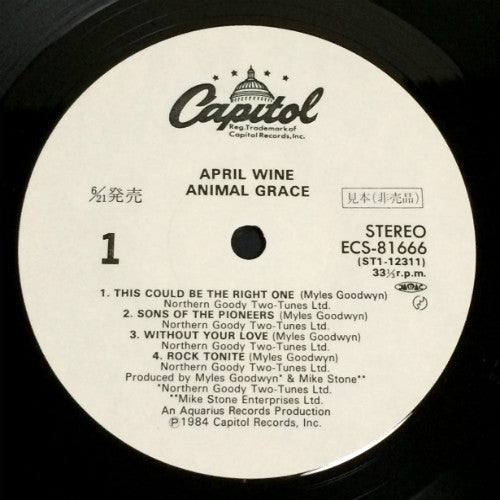 Capitol
Reg. Trademark of
Capitol Records, Inc.
APRIL WINE
ANIMAL GRACE
6/21発売
見本(非売品)
1
STEREO
ECS-81666
(ST1-12311)
33⅓r.p.m.
1. THIS COULD BE THE RIGHT ONE (Myles Goodwyn)
Northern Goody Two-Tunes Ltd.
2. SONS OF THE PIONEERS (Myles Goodwyn)
Northern Goody Two-Tunes Ltd.
3. WITHOUT YOUR LOVE (Myles Goodwyn)
Northern Goody Two-Tunes Ltd.
4. ROCK TONITE (Myles Goodwyn)
Northern Goody Two-Tunes Ltd.
Produced by Myles Goodwyn* & Mike Stone**
*Northern Goody Two-Tunes Ltd.
**Mike Stone Enterprises Ltd.
An Aquarius Records Production
℗1984 Capitol Records, Inc.